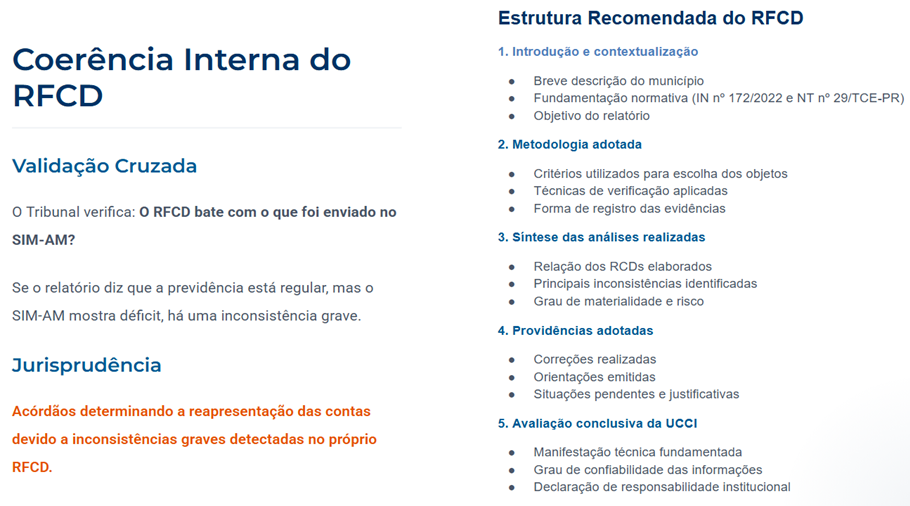 Coerência Interna do
RFCD
Validação Cruzada
O Tribunal verifica: O RFCD bate com o que foi enviado no
SIM-AM?
Se o relatório diz que a previdência está regular, mas o
SIM-AM mostra déficit, há uma inconsistência grave.
Jurisprudência
Acórdãos determinando a reapresentação das contas
devido a inconsistências graves detectadas no próprio
RFCD.
Estrutura Recomendada do RFCD
1. Introdução e contextualização
● Breve descrição do município
● Fundamentação normativa (IN nº 172/2022 e NT nº 29/TCE-PR)
● Objetivo do relatório
2. Metodologia adotada
● Critérios utilizados para escolha dos objetos
● Técnicas de verificação aplicadas
● Forma de registro das evidências
3. Síntese das análises realizadas
● Relação dos RCDs elaborados
● Principais inconsistências identificadas
● Grau de materialidade e risco
4. Providências adotadas
● Correções realizadas
● Orientações emitidas
● Situações pendentes e justificativas
5. Avaliação conclusiva da UCCI
● Manifestação técnica fundamentada
● Grau de confiabilidade das informações
● Declaração de responsabilidade institucional